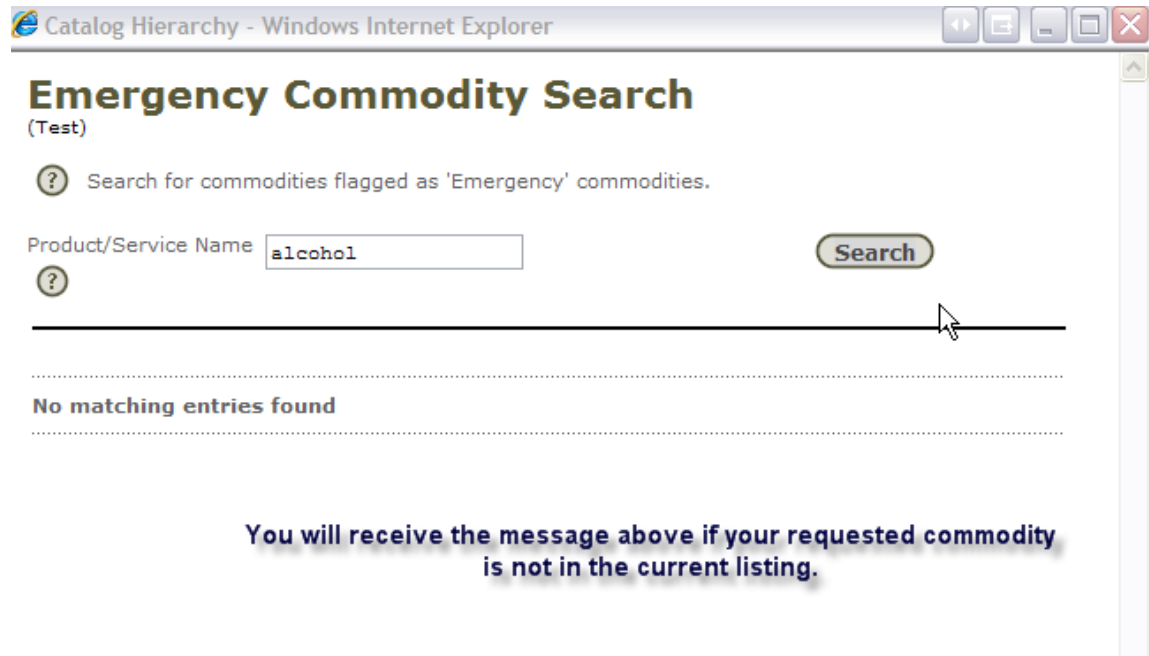 Catalog Hierarchy - Windows Internet Explorer
Emergency Commodity Search
(Test)
? Search for commodities flagged as 'Emergency' commodities.
Product/Service Name alcohol Search
?
No matching entries found
You will receive the message above if your requested commodity
is not in the current listing.